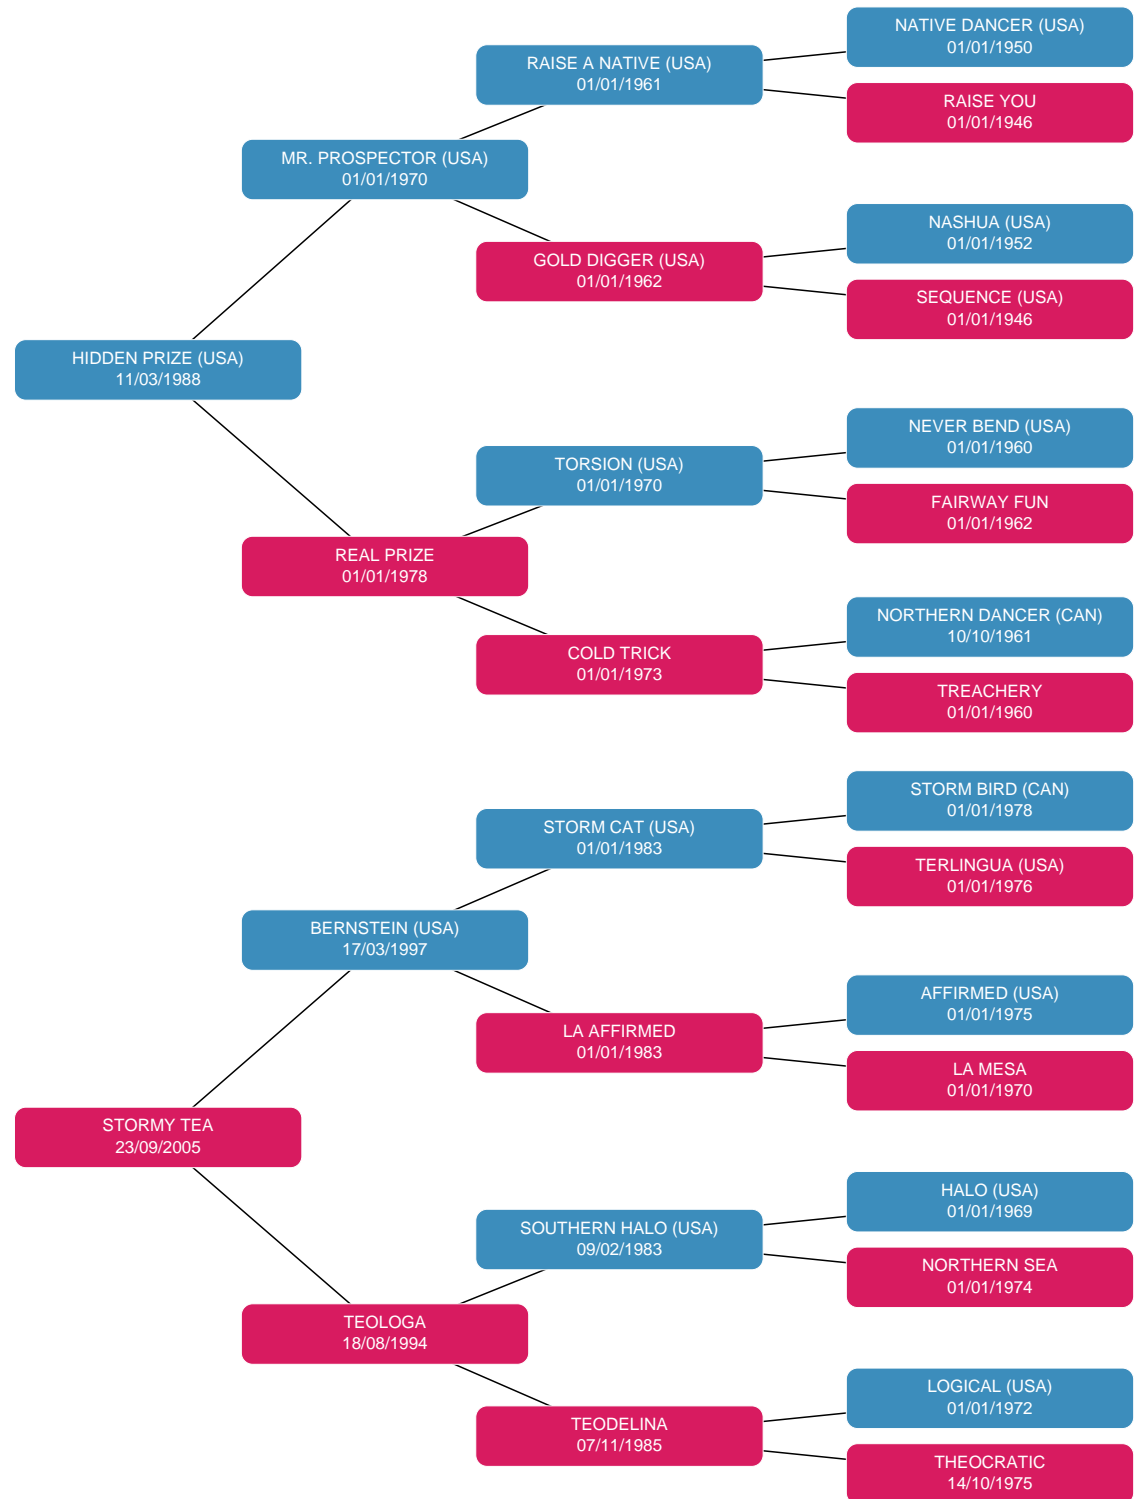 NATIVE DANCER (USA)
01/01/1950
RAISE A NATIVE (USA)
01/01/1961
RAISE YOU
01/01/1946
MR. PROSPECTOR (USA)
01/01/1970
NASHUA (USA)
01/01/1952
GOLD DIGGER (USA)
01/01/1962
SEQUENCE (USA)
01/01/1946
HIDDEN PRIZE (USA)
11/03/1988
NEVER BEND (USA)
01/01/1960
TORSION (USA)
01/01/1970
FAIRWAY FUN
01/01/1962
REAL PRIZE
01/01/1978
NORTHERN DANCER (CAN)
10/10/1961
COLD TRICK
01/01/1973
TREACHERY
01/01/1960
STORM BIRD (CAN)
01/01/1978
STORM CAT (USA)
01/01/1983
TERLINGUA (USA)
01/01/1976
BERNSTEIN (USA)
17/03/1997
AFFIRMED (USA)
01/01/1975
LA AFFIRMED
01/01/1983
LA MESA
01/01/1970
STORMY TEA
23/09/2005
HALO (USA)
01/01/1969
SOUTHERN HALO (USA)
09/02/1983
NORTHERN SEA
01/01/1974
TEOLOGA
18/08/1994
LOGICAL (USA)
01/01/1972
TEODELINA
07/11/1985
THEOCRATIC
14/10/1975